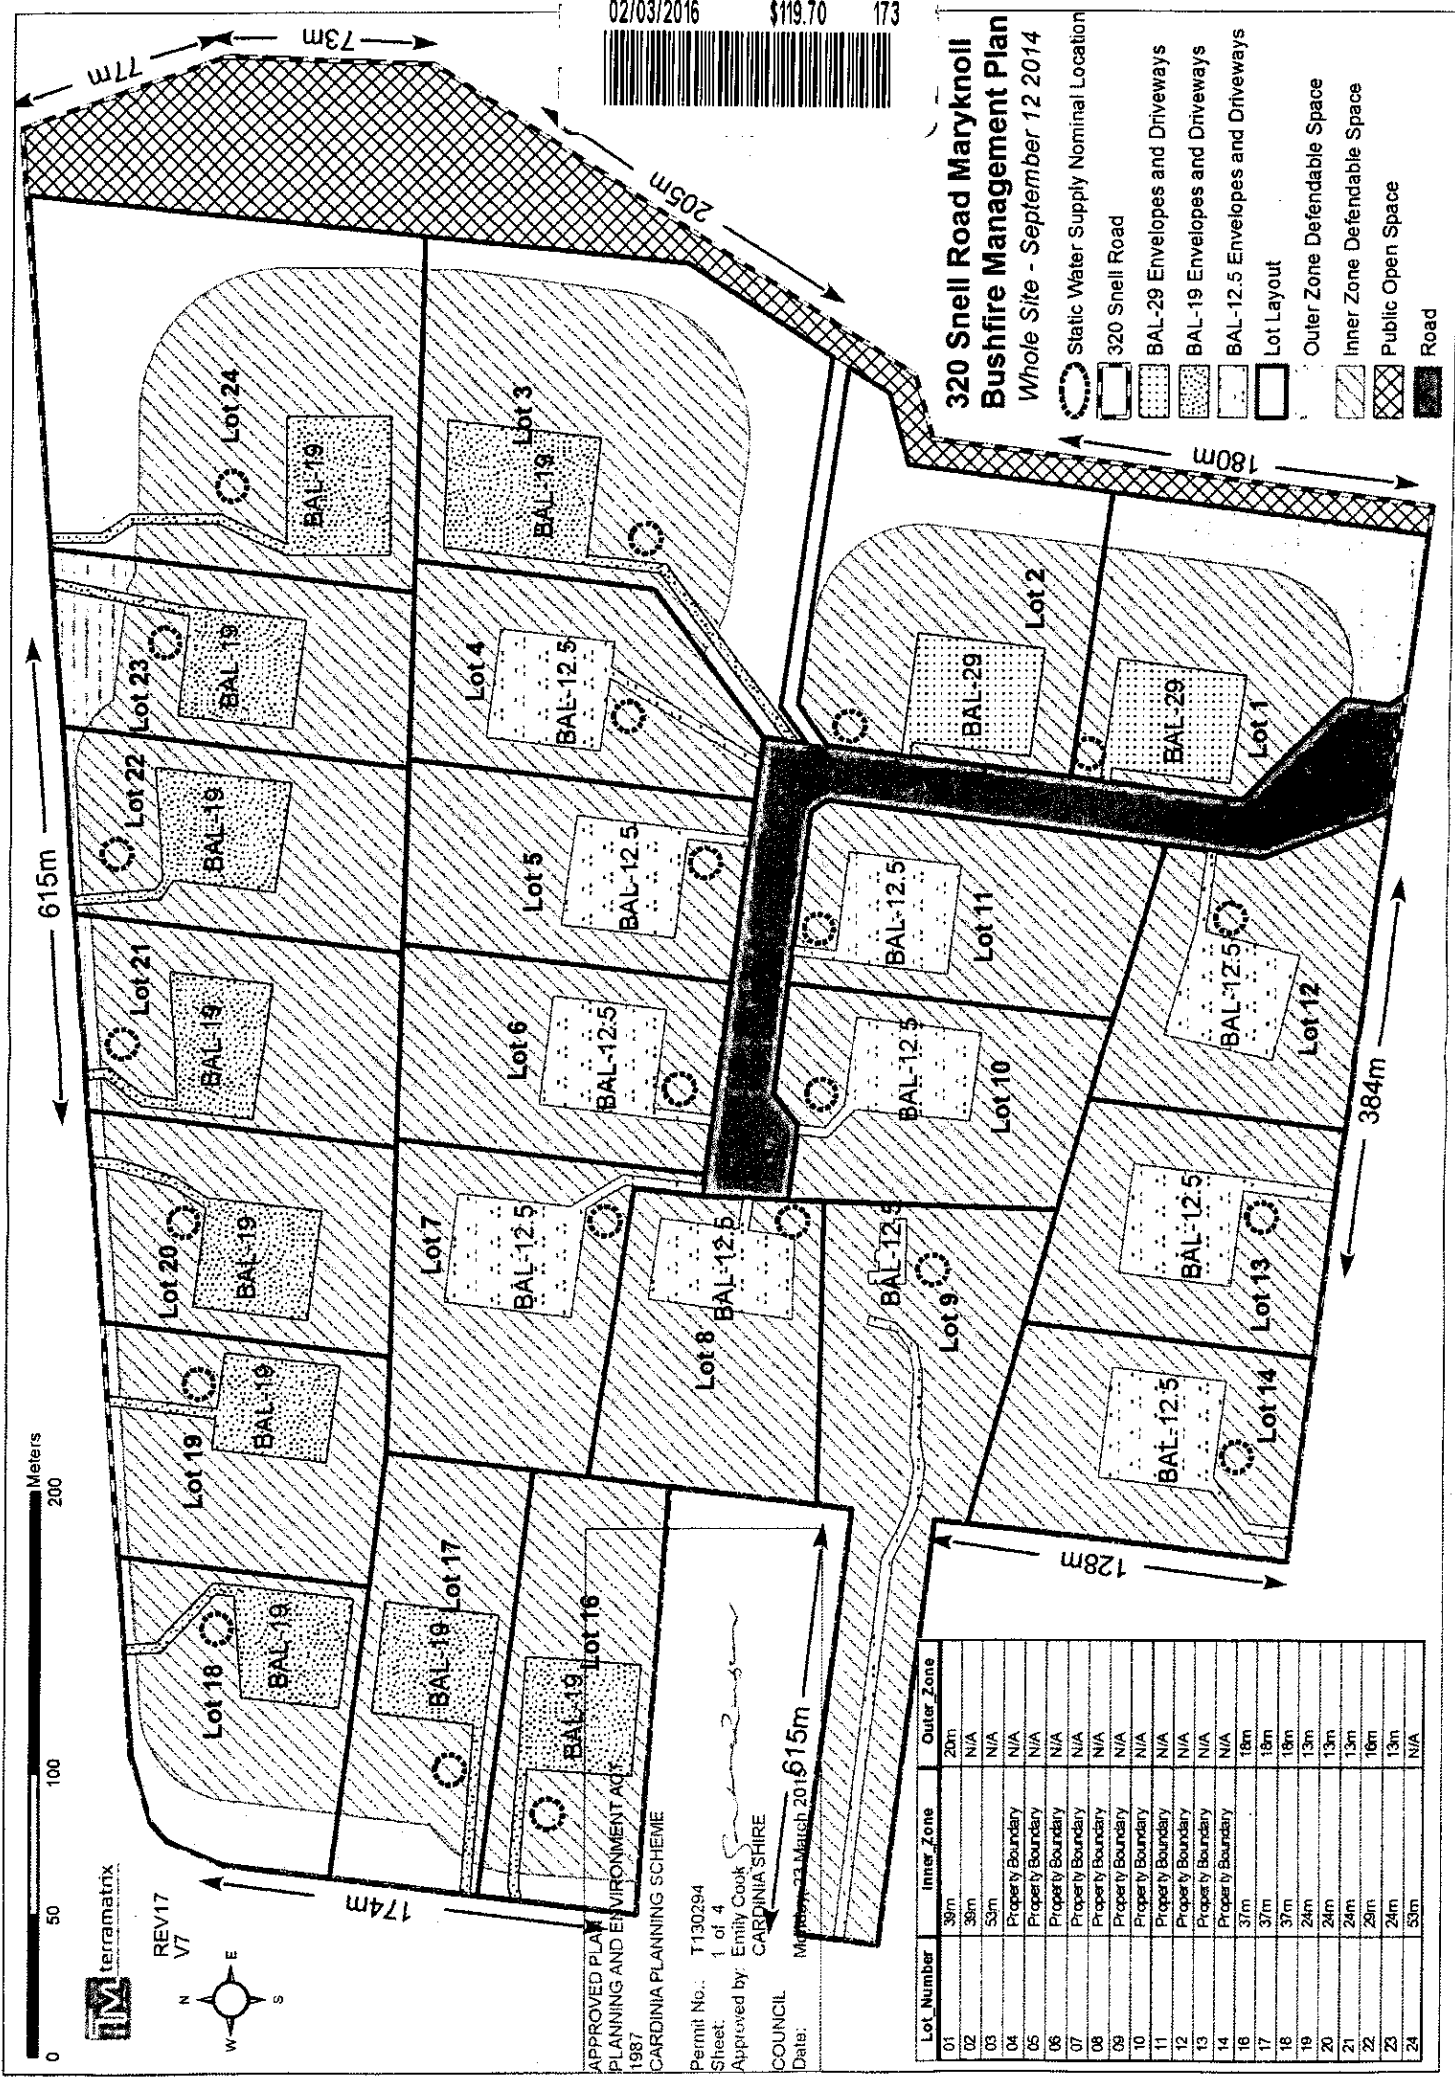 02/03/2016 $119.70 173
320 Snell Road Maryknoll
Bushfire Management Plan
Whole Site - September 12 2014
Static Water Supply Nominal Location
320 Snell Road
BAL-29 Envelopes and Driveways
BAL-19 Envelopes and Driveways
BAL-12.5 Envelopes and Driveways
Lot Layout
Outer Zone Defendable Space
Inner Zone Defendable Space
Public Open Space
Road
0 50 100 200 Meters
TM terramatrix
REV17
V7
N
W E
S
615m
77m
73m
205m
180m
384m
128m
615m
174m
Lot 18
BAL-19
Lot 19
BAL-19
Lot 20
BAL-19
Lot 21
BAL-19
Lot 22
BAL-19
Lot 23
BAL 19
Lot 24
BAL-19
Lot 17
BAL-19
Lot 16
BAL-19
Lot 7
BAL-12.5
Lot 6
BAL-12.5
Lot 5
BAL-12.5
Lot 4
BAL-12.5
Lot 3
BAL-19
Lot 8
BAL-12.5
Lot 9
BAL-12.5
Lot 10
BAL-12.5
Lot 11
BAL-12.5
Lot 2
BAL-29
Lot 1
BAL-29
Lot 12
BAL-12.5
Lot 13
BAL-12.5
Lot 14
BAL-12.5
APPROVED PLAN
PLANNING AND ENVIRONMENT ACT
1987
CARDINIA PLANNING SCHEME
Permit No.: T130294
Sheet: 1 of 4
Approved by: Emily Cook
CARDINIA SHIRE
COUNCIL
Date: Monday, 23 March 2015
Lot_Number Inner_Zone Outer_Zone
01 39m 20m
02 39m N/A
03 53m N/A
04 Property Boundary N/A
05 Property Boundary N/A
06 Property Boundary N/A
07 Property Boundary N/A
08 Property Boundary N/A
09 Property Boundary N/A
10 Property Boundary N/A
11 Property Boundary N/A
12 Property Boundary N/A
13 Property Boundary N/A
14 Property Boundary N/A
16 37m 18m
17 37m 18m
18 37m 18m
19 24m 13m
20 24m 13m
21 24m 13m
22 29m 16m
23 24m 13m
24 53m N/A